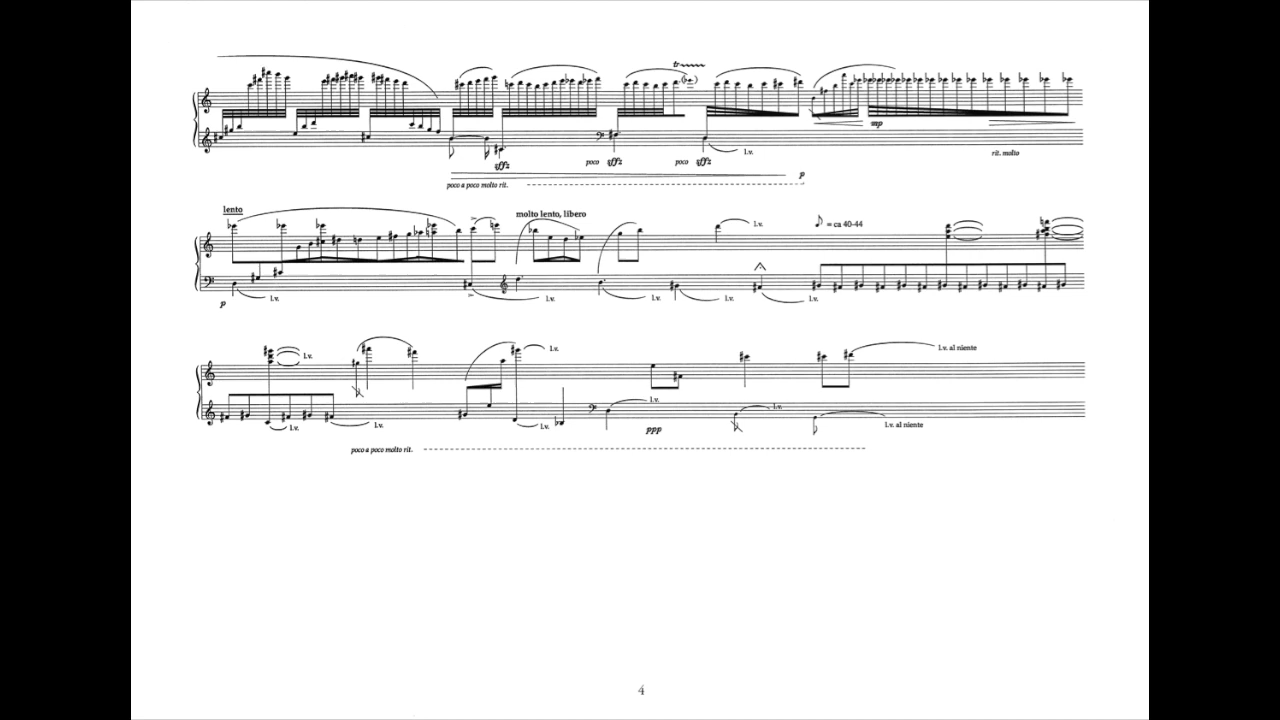 tr
mp
sffz
poco sffz
poco sffz
l.v.
rit. molto
p
poco a poco molto rit.
lento
molto lento, libero
l.v.
= ca 40-44
p
l.v.
l.v.
l.v.
l.v.
l.v.
l.v.
l.v.
l.v. al niente
l.v.
l.v.
l.v.
l.v.
l.v.
ppp
l.v. al niente
poco a poco molto rit.
4